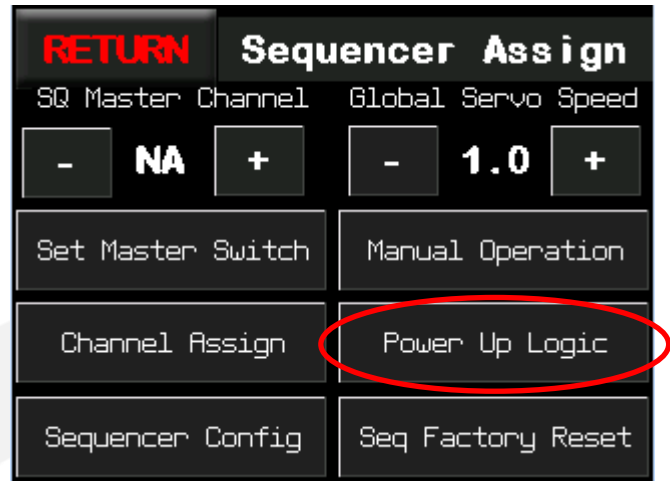 RETURN Sequencer Assign
SQ Master Channel Global Servo Speed
- NA + - 1.0 +
Set Master Switch Manual Operation
Channel Assign Power Up Logic
Sequencer Config Seq Factory Reset